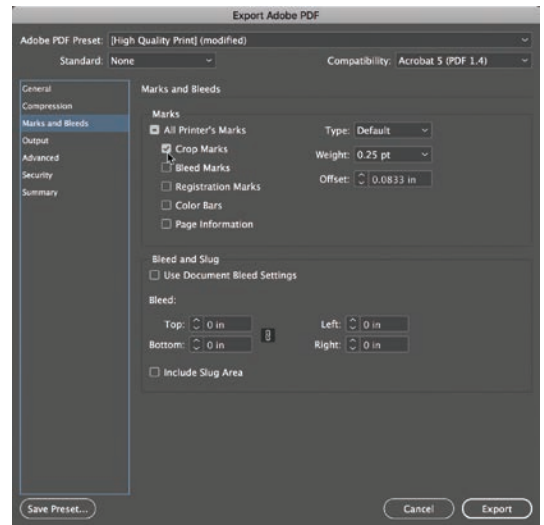 Export Adobe PDF
Adobe PDF Preset: [High Quality Print] (modified)
Standard: None Compatibility: Acrobat 5 (PDF 1.4)
General
Compression
Marks and Bleeds
Output
Advanced
Security
Summary
Marks and Bleeds
Marks
All Printer's Marks Type: Default
Crop Marks Weight: 0.25 pt
Bleed Marks Offset: 0.0833 in
Registration Marks
Color Bars
Page Information
Bleed and Slug
Use Document Bleed Settings
Bleed:
Top: 0 in Left: 0 in
Bottom: 0 in Right: 0 in
Include Slug Area
Save Preset... Cancel Export